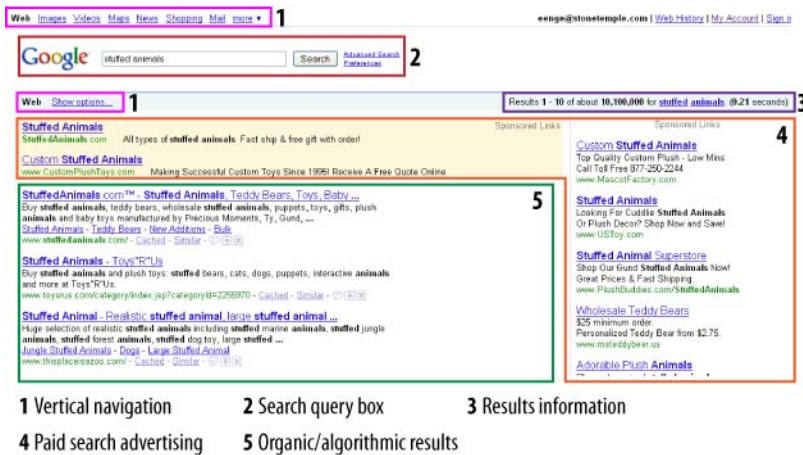 Web Images Videos Maps News Shopping Mail more ▼ 1
eenge@stonetemple.com | Web History | My Account | Sign o
Google stuffed animals Search Advanced Search
Preferences 2
Web Show options... 1
Results 1 - 10 of about 10,100,000 for stuffed animals. (0.21 seconds) 3
Stuffed Animals
StuffedAnimals.com All types of stuffed animals. Fast ship & free gift with order!
Sponsored Links
Custom Stuffed Animals
www.CustomPlushToys.com Making Successful Custom Toys Since 1995! Receive A Free Quote Online
Sponsored Links
4
Custom Stuffed Animals
Top Quality Custom Plush - Low Mins
Call Toll Free 877-250-2244
www.MascotFactory.com
Stuffed Animals
Looking For Cuddlie Stuffed Animals
Or Plush Decor? Shop Now and Save!
www.USToy.com
Stuffed Animal Superstore
Shop Our Gund Stuffed Animals Now!
Great Prices & Fast Shipping.
www.PlushBuddies.com/StuffedAnimals
Wholesale Teddy Bears
$25 minimum order.
Personalized Teddy Bear from $2.75.
www.msteddybear.us
Adorable Plush Animals
5
StuffedAnimals.com™ - Stuffed Animals, Teddy Bears, Toys, Baby ...
Buy stuffed animals, teddy bears, wholesale stuffed animals, puppets, toys, gifts, plush
animals and baby toys manufactured by Precious Moments, Ty, Gund, ...
Stuffed Animals - Teddy Bears - New Additions - Bulk
www.stuffedanimals.com/ - Cached - Similar -
Stuffed Animals - Toys"R"Us
Buy stuffed animals and plush toys: stuffed bears, cats, dogs, puppets, interactive animals
and more at Toys"R"Us.
www.toysrus.com/category/index.jsp?categoryId=2255970 - Cached - Similar -
Stuffed Animal - Realistic stuffed animal, large stuffed animal ...
Huge selection of realistic stuffed animals including stuffed marine animals, stuffed jungle
animals, stuffed forest animals, stuffed dog toy, large stuffed ...
Jungle Stuffed Animals - Dogs - Large Stuffed Animal
www.thisplaceisazoo.com/ - Cached - Similar -
1 Vertical navigation 2 Search query box 3 Results information
4 Paid search advertising 5 Organic/algorithmic results